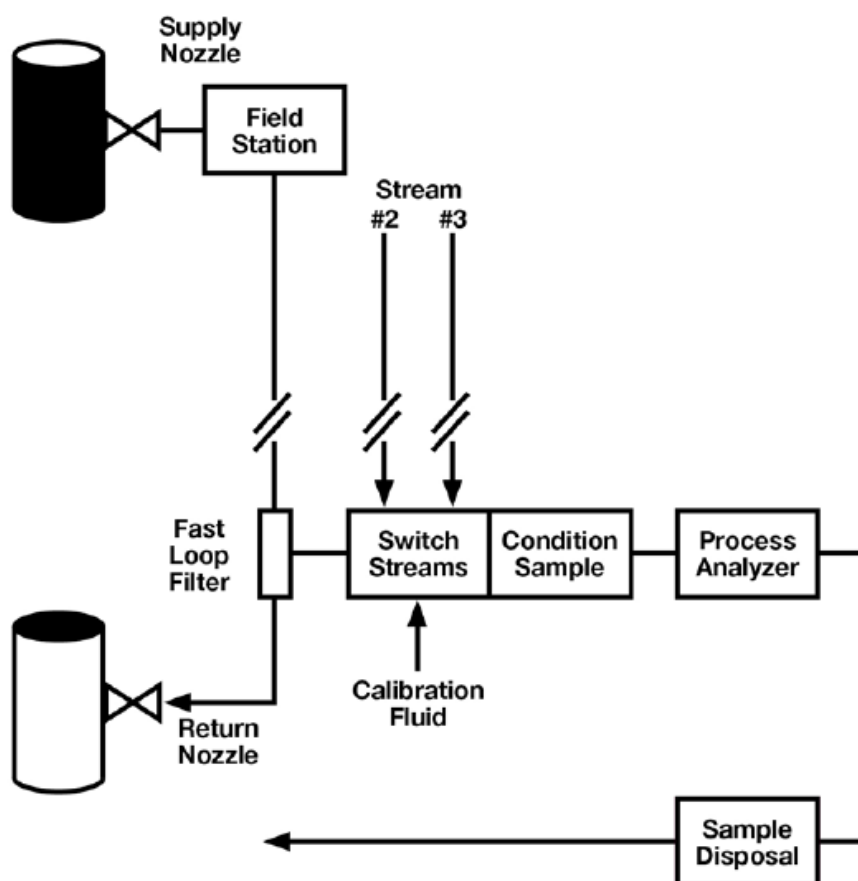 Supply
Nozzle
Field
Station
Stream
#2 #3
Fast
Loop
Filter
Switch
Streams
Condition
Sample
Process
Analyzer
Calibration
Fluid
Return
Nozzle
Sample
Disposal